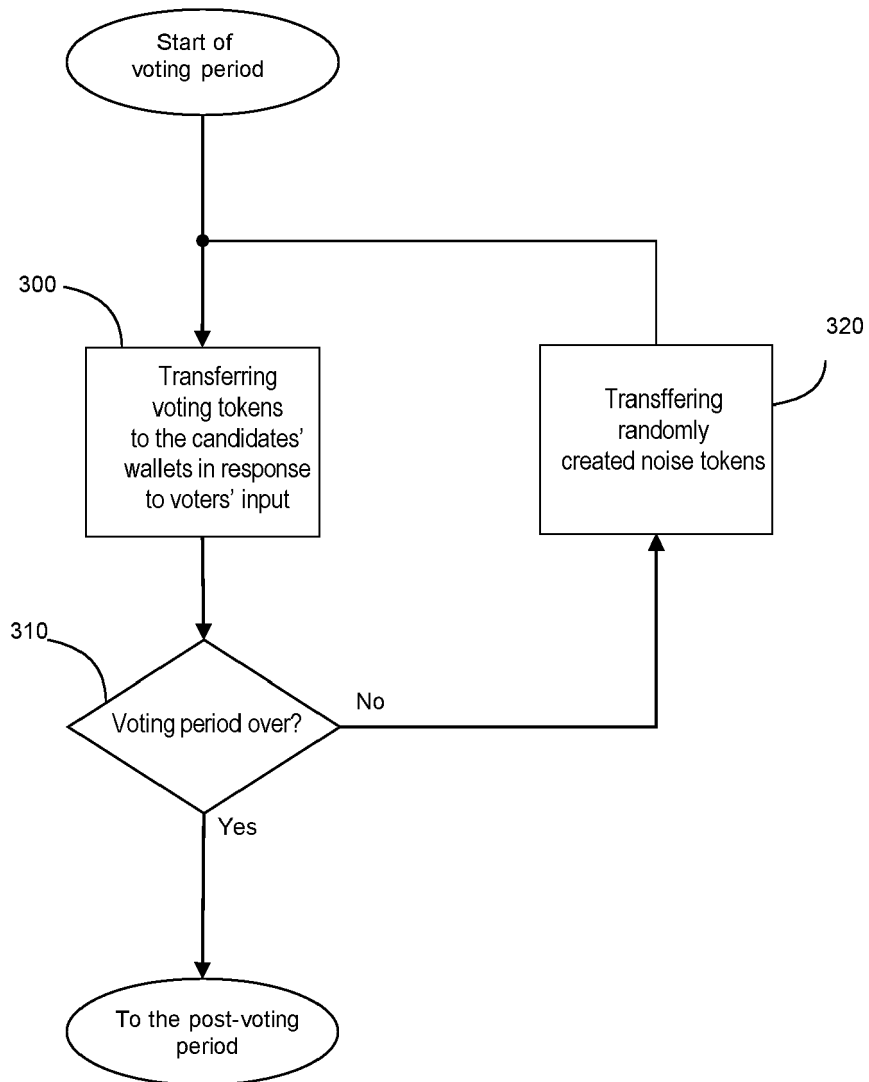 Start of
voting period
300
Transferring
voting tokens
to the candidates'
wallets in response
to voters' input
320
Transffering
randomly
created noise tokens
310
Voting period over?
No
Yes
To the post-voting
period